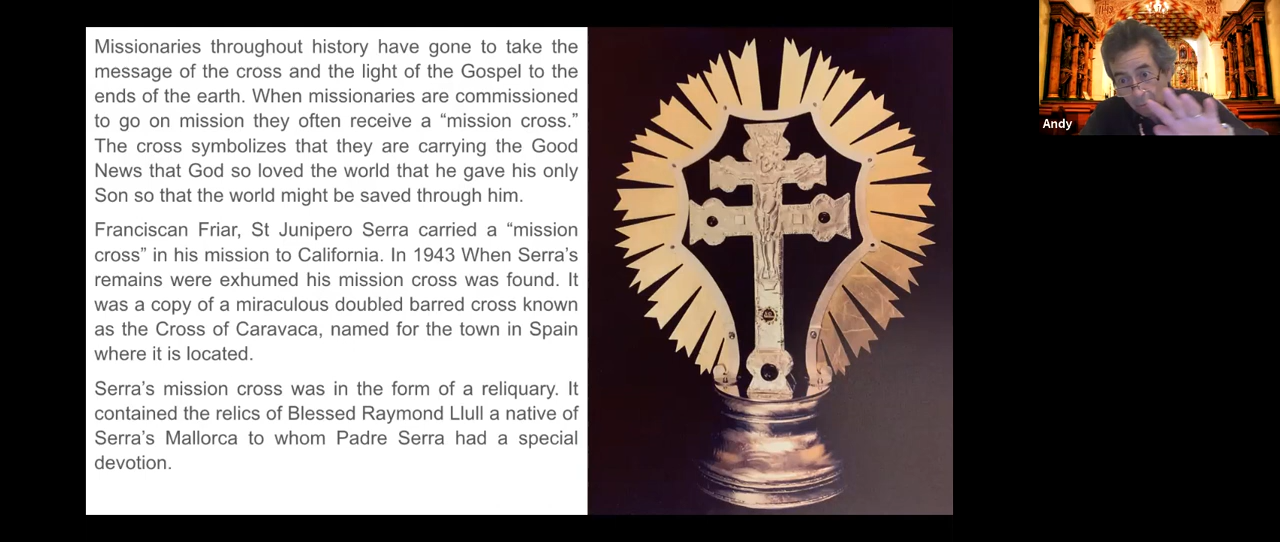 Missionaries throughout history have gone to take the
message of the cross and the light of the Gospel to the
ends of the earth. When missionaries are commissioned
to go on mission they often receive a “mission cross.”
The cross symbolizes that they are carrying the Good
News that God so loved the world that he gave his only
Son so that the world might be saved through him.
Franciscan Friar, St Junipero Serra carried a “mission
cross” in his mission to California. In 1943 When Serra’s
remains were exhumed his mission cross was found. It
was a copy of a miraculous doubled barred cross known
as the Cross of Caravaca, named for the town in Spain
where it is located.
Serra’s mission cross was in the form of a reliquary. It
contained the relics of Blessed Raymond Llull a native of
Serra’s Mallorca to whom Padre Serra had a special
devotion.
Andy